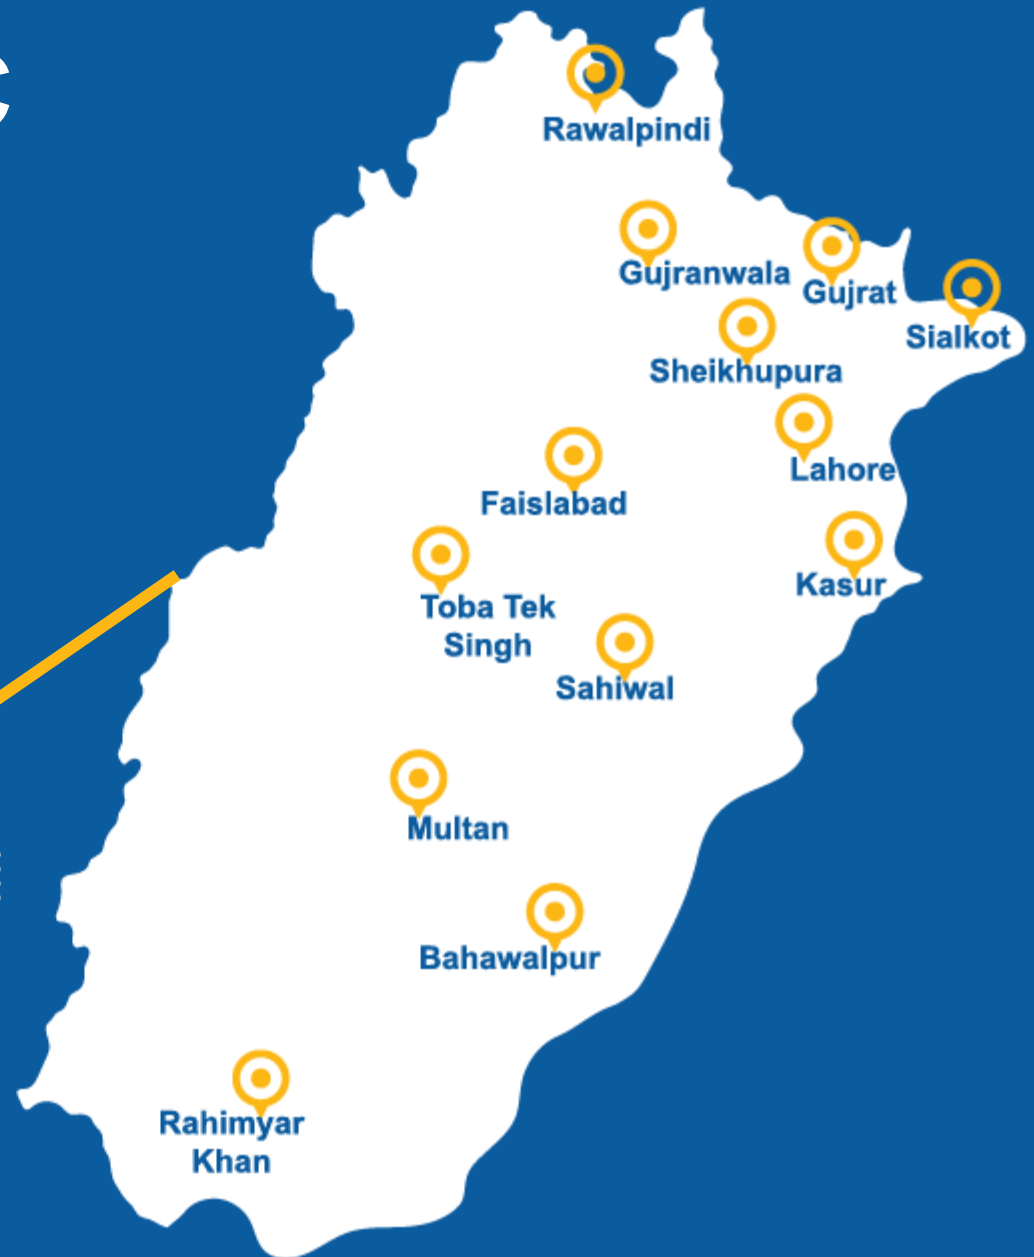 Rawalpindi
Gujranwala
Gujrat
Sialkot
Sheikhupura
Lahore
Faislabad
Kasur
Toba Tek
Singh
Sahiwal
Multan
Bahawalpur
Rahimyar
Khan